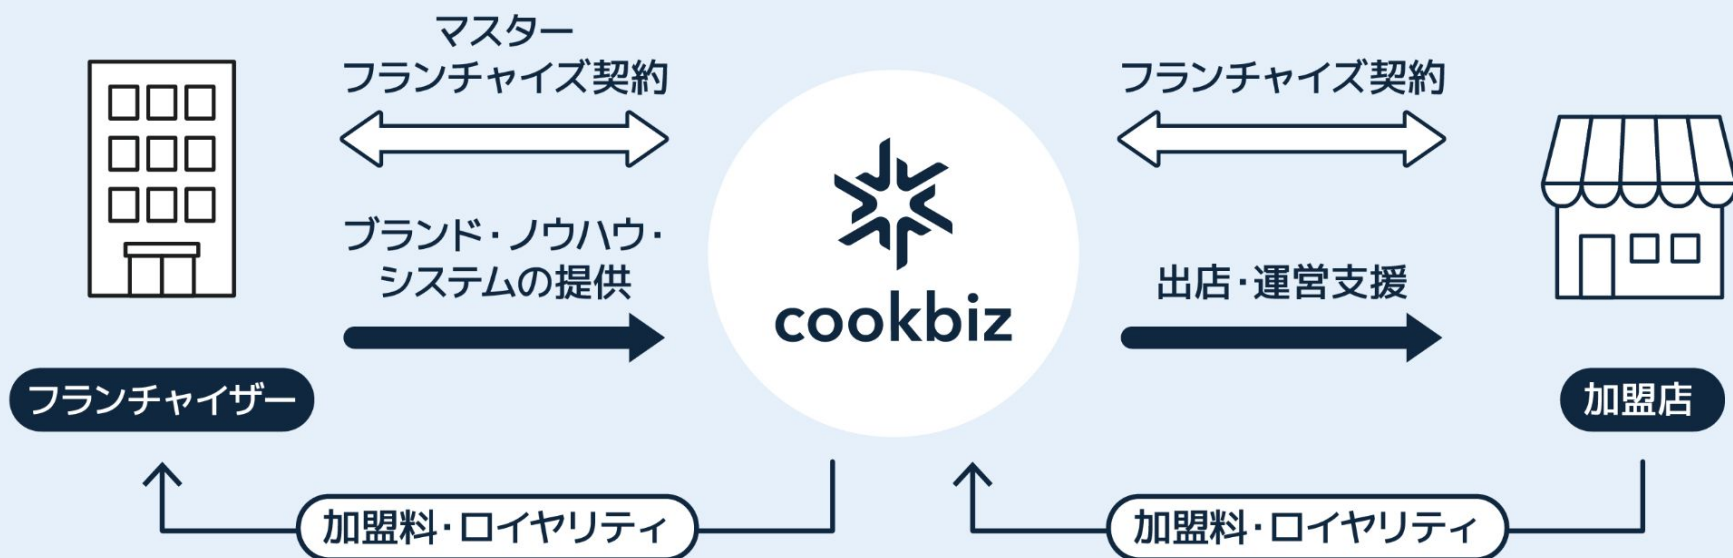 マスター
フランチャイズ契約
フランチャイズ契約
ブランド・ノウハウ・
システムの提供
出店・運営支援
cookbiz
フランチャイザー
加盟店
加盟料・ロイヤリティ
加盟料・ロイヤリティ